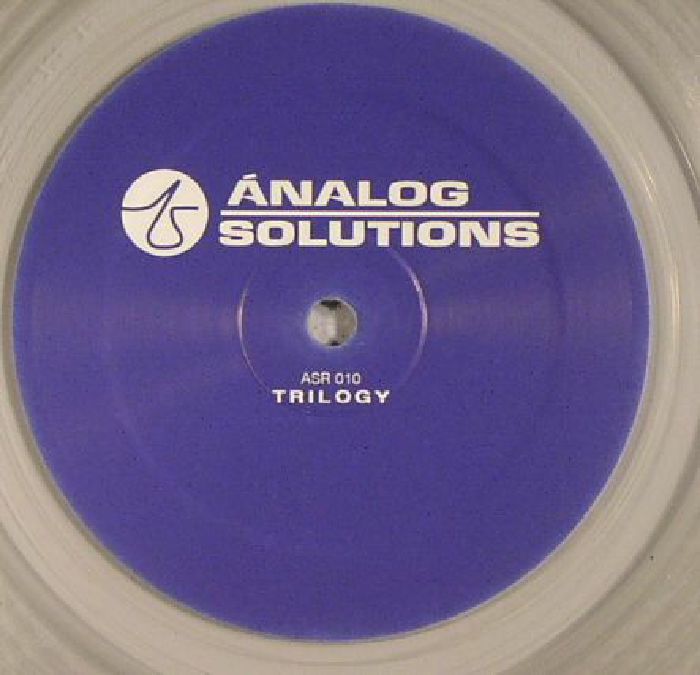 ÁNALOG
SOLUTIONS
ASR 010
TRILOGY